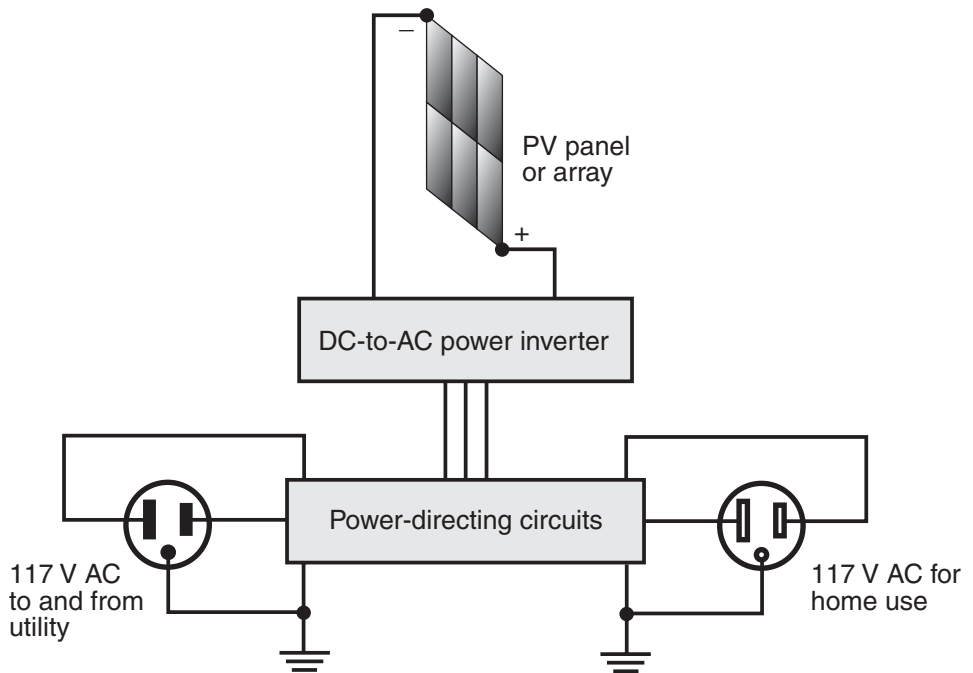 –
PV panel
or array
+
DC-to-AC power inverter
Power-directing circuits
117 V AC
to and from
utility
117 V AC for
home use